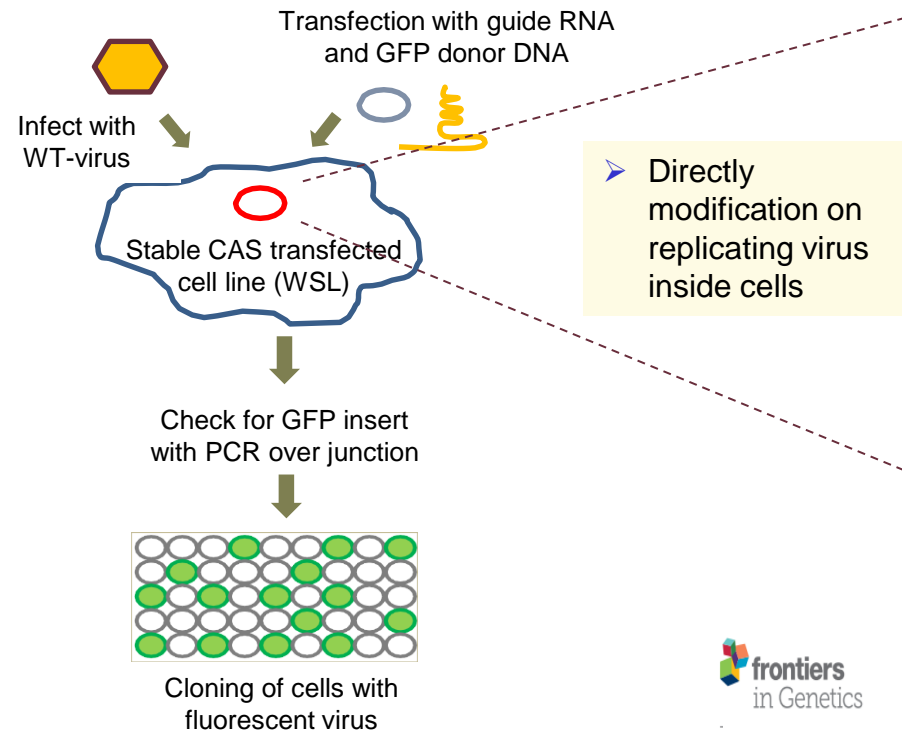 Transfection with guide RNA
and GFP donor DNA
Infect with
WT-virus
Stable CAS transfected
cell line (WSL)
➢ Directly
modification on
replicating virus
inside cells
Check for GFP insert
with PCR over junction
Cloning of cells with
fluorescent virus
frontiers
in Genetics